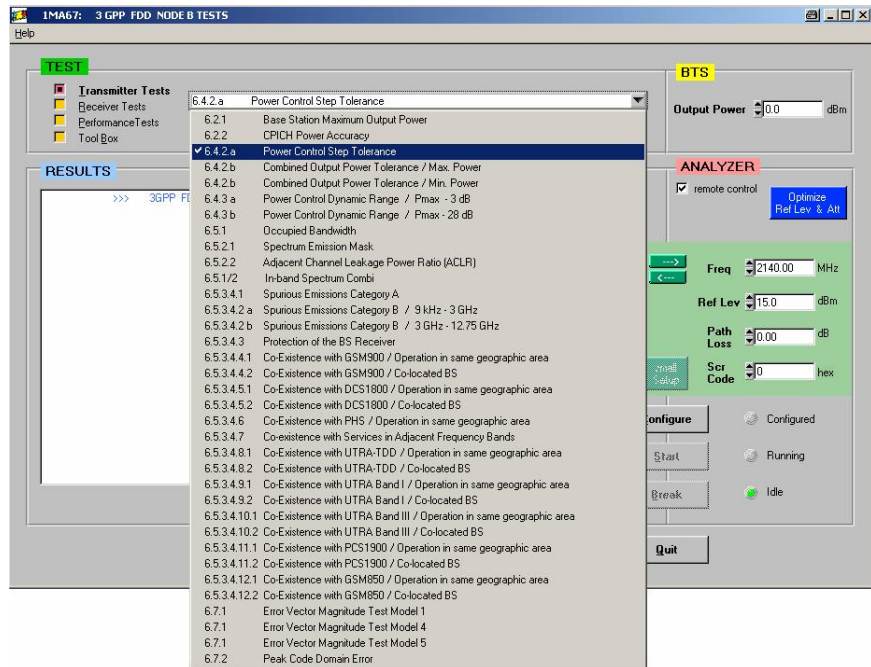 1MA67: 3 GPP FDD NODE B TESTS
Help
TEST
Transmitter Tests
Receiver Tests
Performance Tests
Tool Box
6.4.2.a Power Control Step Tolerance
6.2.1 Base Station Maximum Output Power
6.2.2 CPICH Power Accuracy
6.4.2.a Power Control Step Tolerance
6.4.2.b Combined Output Power Tolerance / Max. Power
6.4.2.b Combined Output Power Tolerance / Min. Power
6.4.3 a Power Control Dynamic Range / Pmax - 3 dB
6.4.3 b Power Control Dynamic Range / Pmax - 28 dB
6.5.1 Occupied Bandwidth
6.5.2.1 Spectrum Emission Mask
6.5.2.2 Adjacent Channel Leakage Power Ratio (ACLR)
6.5.1/2 In-band Spectrum Combi
6.5.3.4.1 Spurious Emissions Category A
6.5.3.4.2 a Spurious Emissions Category B / 9 kHz - 3 GHz
6.5.3.4.2 b Spurious Emissions Category B / 3 GHz - 12.75 GHz
6.5.3.4.3 Protection of the BS Receiver
6.5.3.4.4.1 Co-Existence with GSM900 / Operation in same geographic area
6.5.3.4.4.2 Co-Existence with GSM900 / Co-located BS
6.5.3.4.5.1 Co-Existence with DCS1800 / Operation in same geographic area
6.5.3.4.5.2 Co-Existence with DCS1800 / Co-located BS
6.5.3.4.6 Co-Existence with PHS / Operation in same geographic area
6.5.3.4.7 Co-existence with Services in Adjacent Frequency Bands
6.5.3.4.8.1 Co-Existence with UTRA-TDD / Operation in same geographic area
6.5.3.4.8.2 Co-Existence with UTRA-TDD / Co-located BS
6.5.3.4.9.1 Co-Existence with UTRA Band I / Operation in same geographic area
6.5.3.4.9.2 Co-Existence with UTRA Band I / Co-located BS
6.5.3.4.10.1 Co-Existence with UTRA Band III / Operation in same geographic area
6.5.3.4.10.2 Co-Existence with UTRA Band III / Co-located BS
6.5.3.4.11.1 Co-Existence with PCS1900 / Operation in same geographic area
6.5.3.4.11.2 Co-Existence with PCS1900 / Co-located BS
6.5.3.4.12.1 Co-Existence with GSM850 / Operation in same geographic area
6.5.3.4.12.2 Co-Existence with GSM850 / Co-located BS
6.7.1 Error Vector Magnitude Test Model 1
6.7.1 Error Vector Magnitude Test Model 4
6.7.1 Error Vector Magnitude Test Model 5
6.7.2 Peak Code Domain Error
BTS
Output Power 0.0 dBm
RESULTS
>>> 3GPP
ANALYZER
remote control
Optimize
Ref Lev & Att
--->
<---
Freq 2140.00 MHz
Ref Lev 15.0 dBm
Path Loss 0.00 dB
Setup
Scr Code 0 hex
onfigure
Configured
Start
Running
Break
Idle
Quit